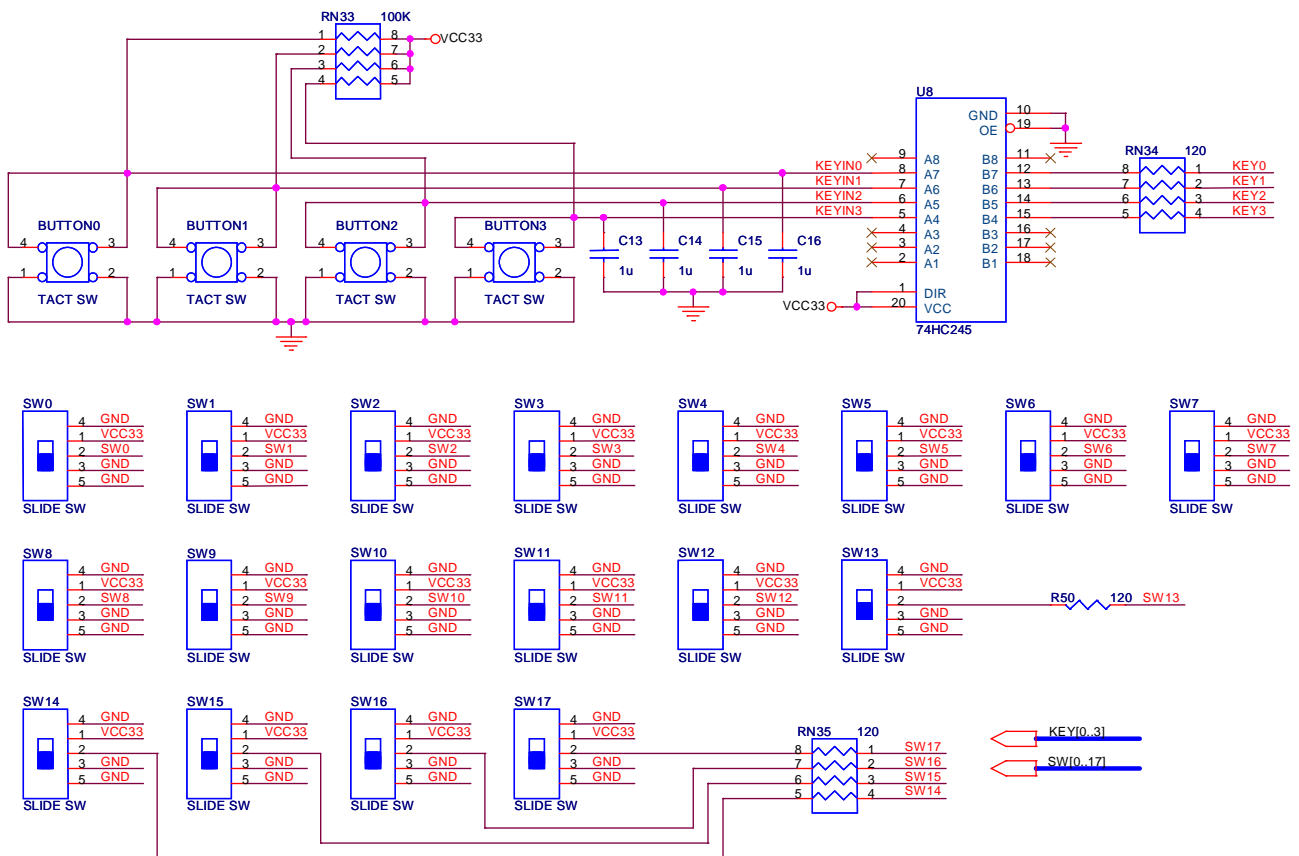 RN33 100K
1 8 VCC33
2 7
3 6
4 5
U8
GND 10
OE 19
9 A8 B8 11
KEYIN0 8 A7 B7 12
KEYIN1 7 A6 B6 13
KEYIN2 6 A5 B5 14
KEYIN3 5 A4 B4 15
4 A3 B3 16
3 A2 B2 17
2 A1 B1 18
1 DIR
VCC33 20 VCC
74HC245
RN34 120
8 1 KEY0
7 2 KEY1
6 3 KEY2
5 4 KEY3
BUTTON0 BUTTON1 BUTTON2 BUTTON3
4 3 4 3 4 3 4 3
1 2 1 2 1 2 1 2
TACT SW TACT SW TACT SW TACT SW
C13 C14 C15 C16
1u 1u 1u 1u
SW0 SW1 SW2 SW3 SW4 SW5 SW6 SW7
4 GND 4 GND 4 GND 4 GND 4 GND 4 GND 4 GND 4 GND
1 VCC33 1 VCC33 1 VCC33 1 VCC33 1 VCC33 1 VCC33 1 VCC33 1 VCC33
2 SW0 2 SW1 2 SW2 2 SW3 2 SW4 2 SW5 2 SW6 2 SW7
3 GND 3 GND 3 GND 3 GND 3 GND 3 GND 3 GND 3 GND
5 GND 5 GND 5 GND 5 GND 5 GND 5 GND 5 GND 5 GND
SLIDE SW SLIDE SW SLIDE SW SLIDE SW SLIDE SW SLIDE SW SLIDE SW SLIDE SW
SW8 SW9 SW10 SW11 SW12 SW13
4 GND 4 GND 4 GND 4 GND 4 GND 4 GND
1 VCC33 1 VCC33 1 VCC33 1 VCC33 1 VCC33 1 VCC33
2 SW8 2 SW9 2 SW10 2 SW11 2 SW12 2 R50 120 SW13
3 GND 3 GND 3 GND 3 GND 3 GND 3 GND
5 GND 5 GND 5 GND 5 GND 5 GND 5 GND
SLIDE SW SLIDE SW SLIDE SW SLIDE SW SLIDE SW SLIDE SW
SW14 SW15 SW16 SW17
4 GND 4 GND 4 GND 4 GND
1 VCC33 1 VCC33 1 VCC33 1 VCC33
2 2 2 2
3 GND 3 GND 3 GND 3 GND
5 GND 5 GND 5 GND 5 GND
SLIDE SW SLIDE SW SLIDE SW SLIDE SW
RN35 120
8 1 SW17
7 2 SW16
6 3 SW15
5 4 SW14
KEY[0..3]
SW[0..17]